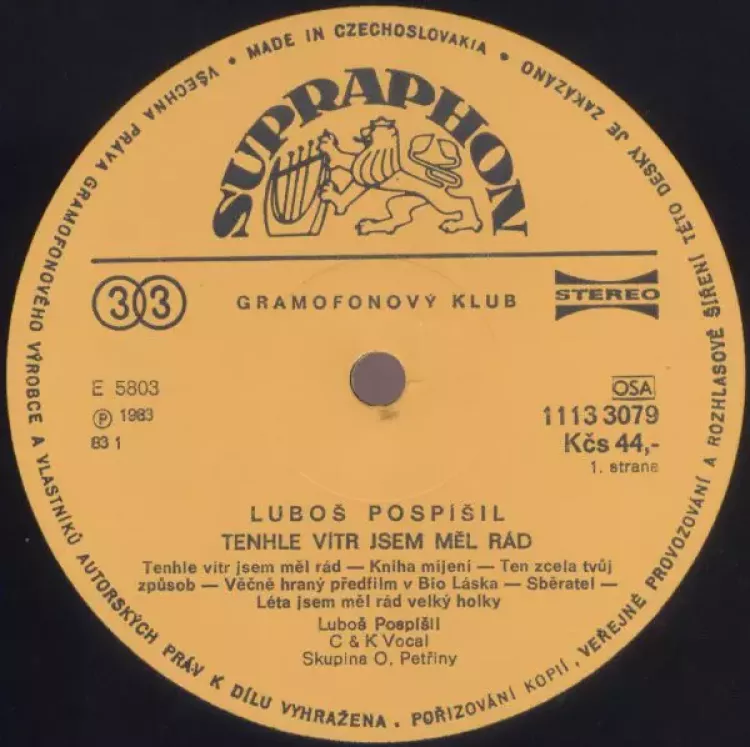 VŠECHNA PRÁVA GRAMOFONOVÉHO VÝROBCE A VLASTNÍKŮ AUTORSKÝCH PRÁV K DÍLU VYHRAŽENA. POŘIZOVÁNÍ KOPIÍ, VEŘEJNÉ PROVOZOVÁNÍ A ROZHLASOVÉ ŠÍŘENÍ TÉTO DESKY JE ZAKÁZÁNO • MADE IN CZECHOSLOVAKIA •
SUPRAPHON
33
GRAMOFONOVÝ KLUB
STEREO
E 5803
Ⓟ 1983
83 1
OSA
1113 3079
Kčs 44,-
1. strana
LUBOŠ POSPÍŠIL
TENHLE VÍTR JSEM MĚL RÁD
Tenhle vítr jsem měl rád — Kniha míjení — Ten zcela tvůj
způsob — Věčně hraný předfilm v Bio Láska — Sběratel —
Léta jsem měl rád velký holky
Luboš Pospíšil
C & K Vocal
Skupina O. Petřiny